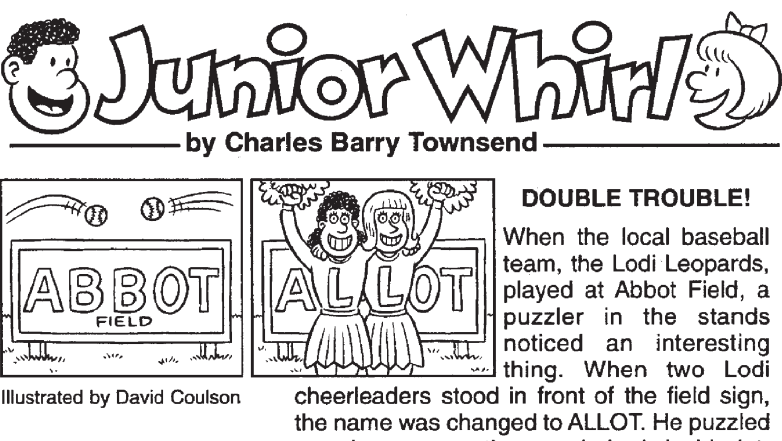 Junior Whirl
by Charles Barry Townsend
ABBOT
FIELD
ALLOT
Illustrated by David Coulson
DOUBLE TROUBLE!
When the local baseball
team, the Lodi Leopards,
played at Abbot Field, a
puzzler in the stands
noticed an interesting
thing. When two Lodi
cheerleaders stood in front of the field sign,
the name was changed to ALLOT. He puzzled